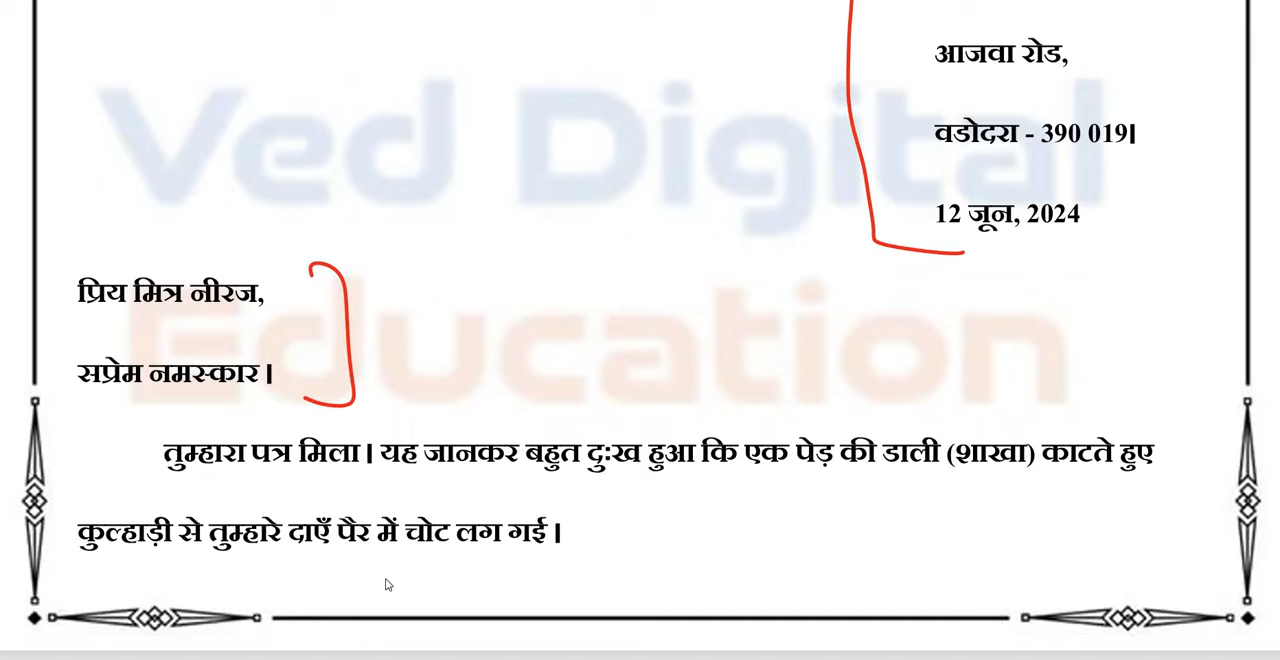 आजवा रोड,
वडोदरा - 390 019।
12 जून, 2024
प्रिय मित्र नीरज,
सप्रेम नमस्कार।
तुम्हारा पत्र मिला। यह जानकर बहुत दुःख हुआ कि एक पेड़ की डाली (शाखा) काटते हुए
कुल्हाड़ी से तुम्हारे दाएँ पैर में चोट लग गई।
Ved Digital
Education